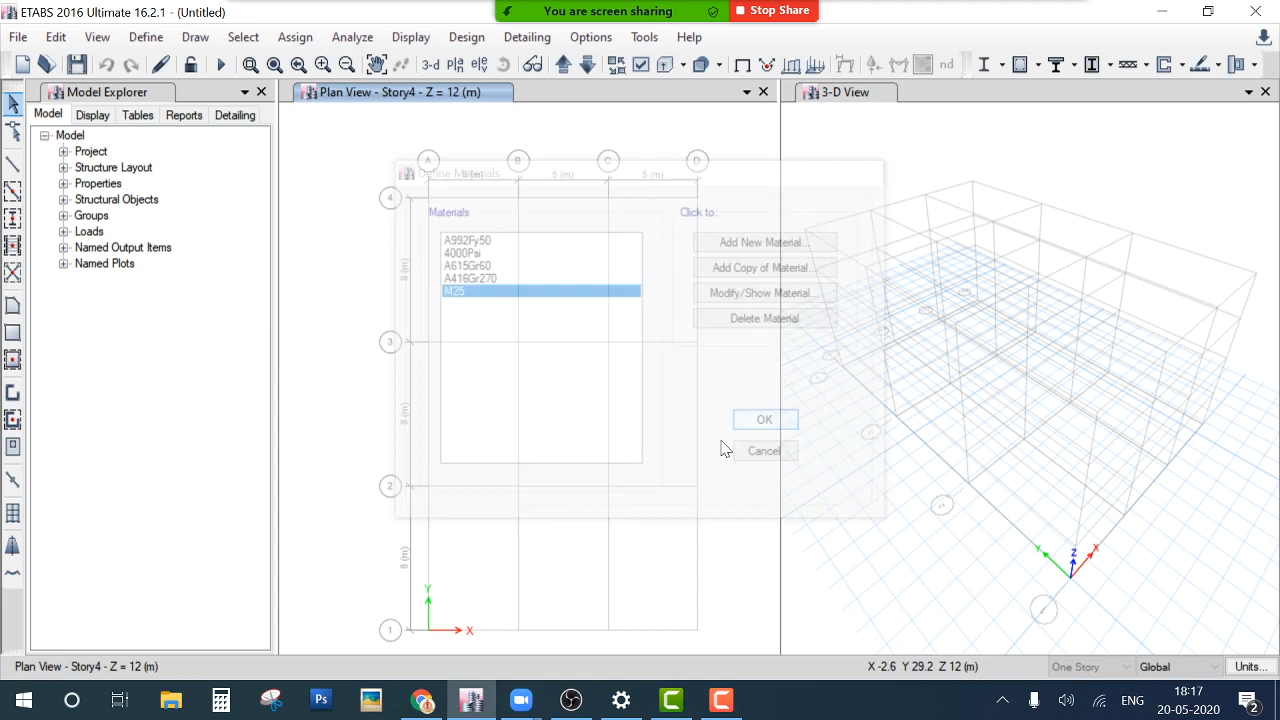 ETABS 2016 Ultimate 16.2.1 - (Untitled)
You are screen sharing
Stop Share
File Edit View Define Draw Select Assign Analyze Display Design Detailing Options Tools Help
3-d
nd
Model Explorer
Plan View - Story4 - Z = 12 (m)
3-D View
Model Display Tables Reports Detailing
Model
Project
Structure Layout
Properties
Structural Objects
Groups
Loads
Named Output Items
Named Plots
A B C D
5 (m) 5 (m)
4
3
2
1
8 (m)
8 (m)
8 (m)
Y
X
Define Materials
Materials
A992Fy50
4000Psi
A615Gr60
A416Gr270
M25
Click to:
Add New Material...
Add Copy of Material...
Modify/Show Material...
Delete Material
OK
Cancel
Y Z X
Plan View - Story4 - Z = 12 (m)
X -2.6 Y 29.2 Z 12 (m)
One Story
Global
Units...
Ps
ENG
18:17
20-05-2020
2